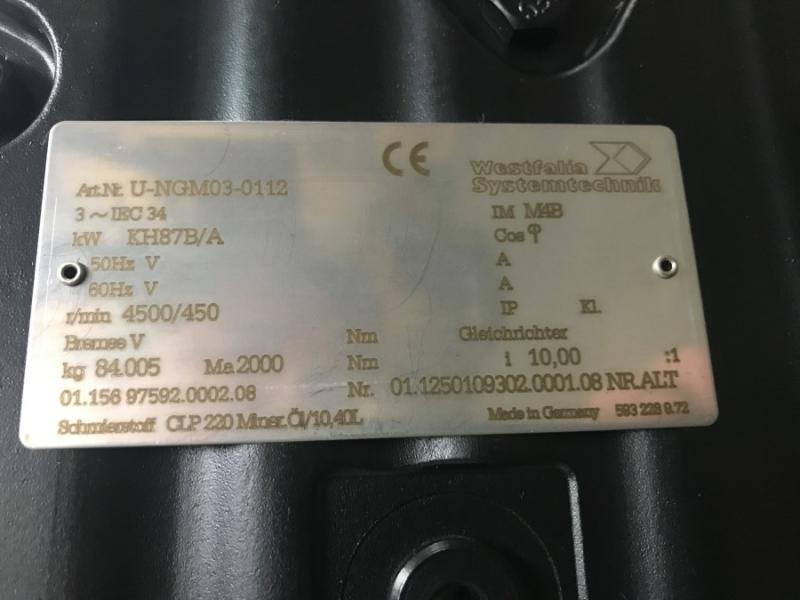 CE
Westfalia
Systemtechnik
Art.Nr. U-NGM03-0112
3 ~ IEC 34 IM M4B
kW KH87B/A Cos φ
50Hz V A
60Hz V A
r/min 4500/450 IP KL
Bremse V Nm Gleichrichter
kg 84.005 Ma 2000 Nm i 10,00 :1
01.156 97592.0002.08 Nr. 01.1250109302.0001.08 NR.ALT
Schmierstoff CLP 220 Miner.Öl/10,40L Made in Germany 593 228 9.72